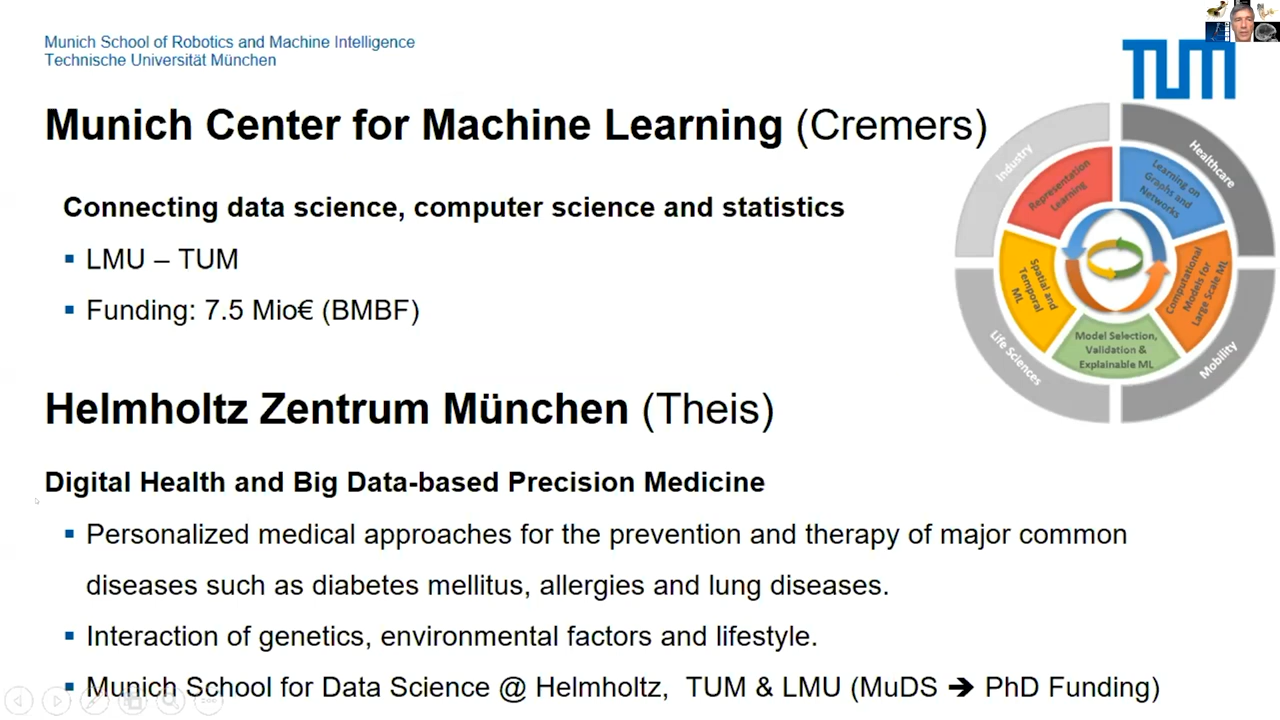 Munich School of Robotics and Machine Intelligence
Technische Universität München
TUM
Munich Center for Machine Learning (Cremers)
Connecting data science, computer science and statistics
▪ LMU – TUM
▪ Funding: 7.5 Mio€ (BMBF)
Industry
Healthcare
Representation
Learning
Learning on
Graphs and
Networks
Spatial and
Temporal
ML
Computational
Models for
Large Scale ML
Model Selection,
Validation &
Explainable ML
Life Sciences
Mobility
Helmholtz Zentrum München (Theis)
Digital Health and Big Data-based Precision Medicine
▪ Personalized medical approaches for the prevention and therapy of major common
diseases such as diabetes mellitus, allergies and lung diseases.
▪ Interaction of genetics, environmental factors and lifestyle.
▪ Munich School for Data Science @ Helmholtz, TUM & LMU (MuDS ➔ PhD Funding)